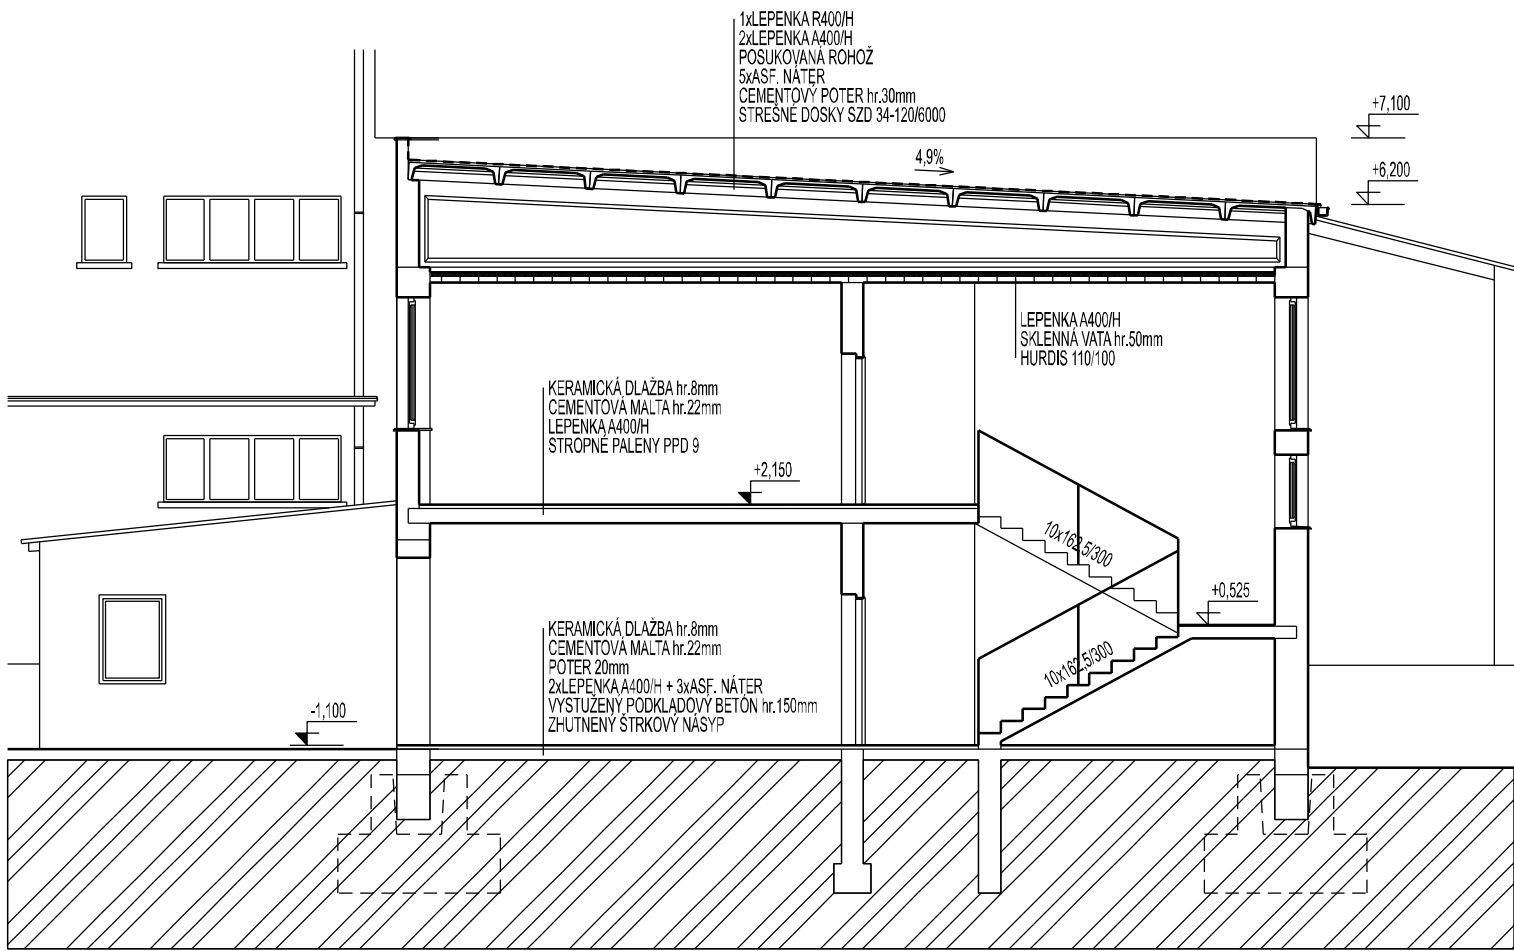 1xLEPENKA R400/H
2xLEPENKA A400/H
POSUKOVANÁ ROHOŽ
5xASF. NÁTER
CEMENTOVÝ POTER hr.30mm
STREŠNÉ DOSKY SZD 34-120/6000
+7,100
4,9%
+6,200
LEPENKA A400/H
SKLENNÁ VATA hr.50mm
HURDIS 110/100
KERAMICKÁ DLAŽBA hr.8mm
CEMENTOVÁ MALTA hr.22mm
LEPENKA A400/H
STROPNÉ PALENY PPD 9
+2,150
10x162,5/300
+0,525
KERAMICKÁ DLAŽBA hr.8mm
CEMENTOVÁ MALTA hr.22mm
POTER 20mm
2xLEPENKA A400/H + 3xASF. NÁTER
VYSTUŽENÝ PODKLADOVÝ BETÓN hr.150mm
ZHUTNENÝ ŠTRKOVÝ NÁSYP
10x162,5/300
-1,100